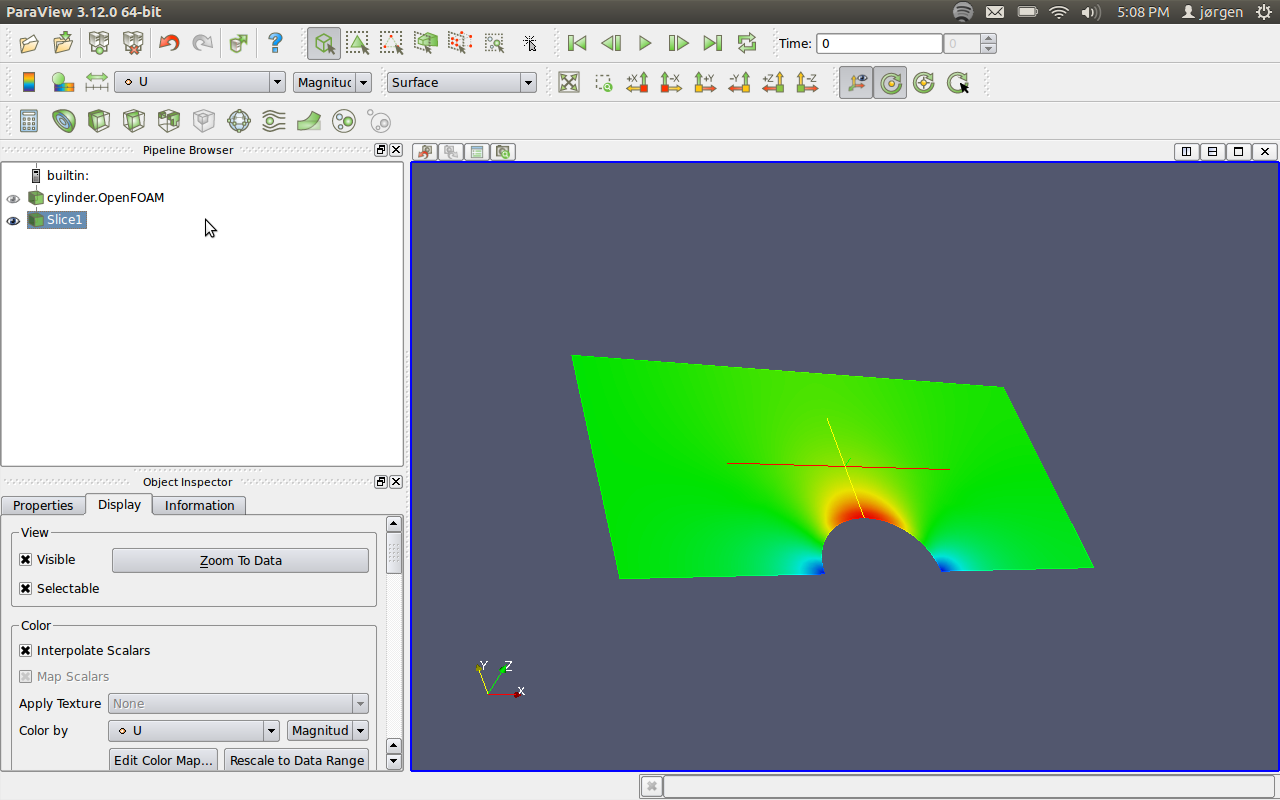 ParaView 3.12.0 64-bit
5:08 PM jørgen
Time: 0 0
U Magnituc Surface
+X -X +Y -Y +Z -Z
Pipeline Browser
builtin:
cylinder.OpenFOAM
Slice1
Object Inspector
Properties Display Information
View
Visible Zoom To Data
Selectable
Color
Interpolate Scalars
Map Scalars
Apply Texture None
Color by U Magnitud
Edit Color Map... Rescale to Data Range
Y Z
X